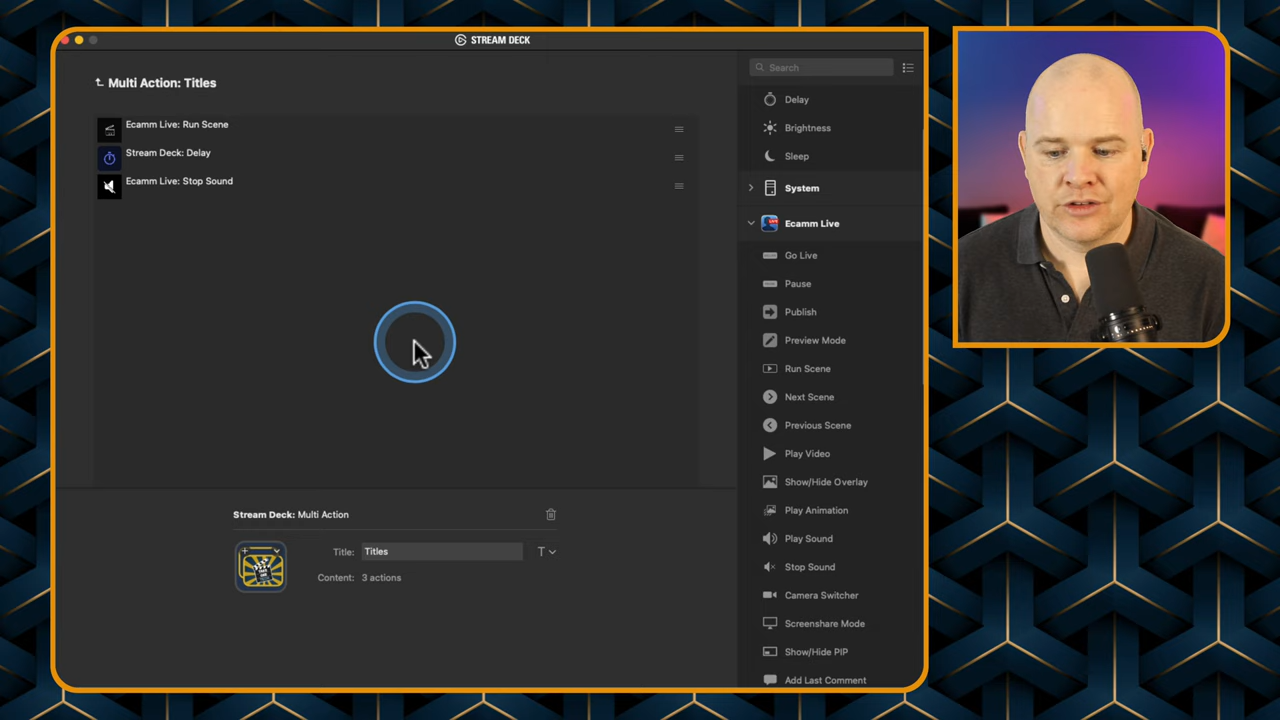 STREAM DECK
Multi Action: Titles
Ecamm Live: Run Scene
Stream Deck: Delay
Ecamm Live: Stop Sound
Stream Deck: Multi Action
Title: Titles
T
Content: 3 actions
Search
Delay
Brightness
Sleep
System
Ecamm Live
Go Live
Pause
Publish
Preview Mode
Run Scene
Next Scene
Previous Scene
Play Video
Show/Hide Overlay
Play Animation
Play Sound
Stop Sound
Camera Switcher
Screenshare Mode
Show/Hide PIP
Add Last Comment